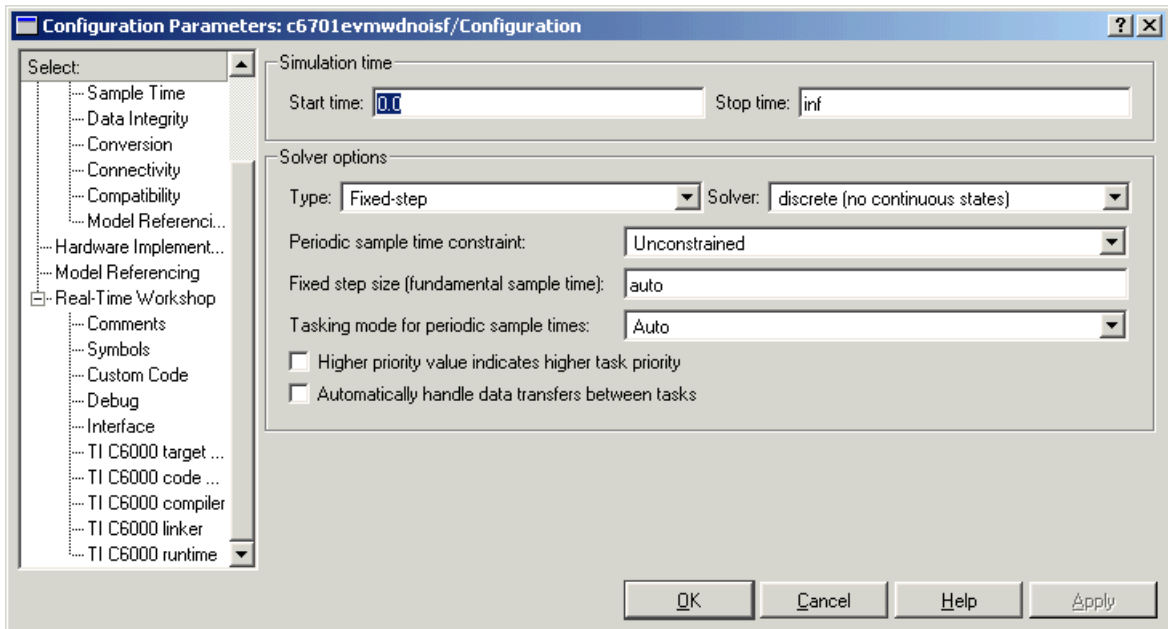 Configuration Parameters: c6701evmwdnoisf/Configuration
Select:
Sample Time
Data Integrity
Conversion
Connectivity
Compatibility
Model Referenci...
Hardware Implement...
Model Referencing
Real-Time Workshop
Comments
Symbols
Custom Code
Debug
Interface
TI C6000 target ...
TI C6000 code ...
TI C6000 compiler
TI C6000 linker
TI C6000 runtime
Simulation time
Start time: 0.0 Stop time: inf
Solver options
Type: Fixed-step Solver: discrete (no continuous states)
Periodic sample time constraint: Unconstrained
Fixed step size (fundamental sample time): auto
Tasking mode for periodic sample times: Auto
Higher priority value indicates higher task priority
Automatically handle data transfers between tasks
OK Cancel Help Apply